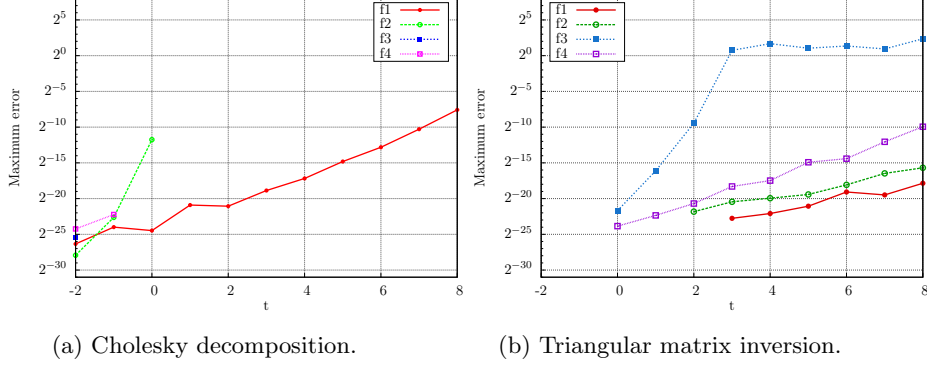 f1
f2
f3
f4
2^5
2^0
2^-5
2^-10
2^-15
2^-20
2^-25
2^-30
Maximum error
-2 0 2 4 6 8
t
(a) Cholesky decomposition.
f1
f2
f3
f4
2^5
2^0
2^-5
2^-10
2^-15
2^-20
2^-25
2^-30
Maximum error
-2 0 2 4 6 8
t
(b) Triangular matrix inversion.